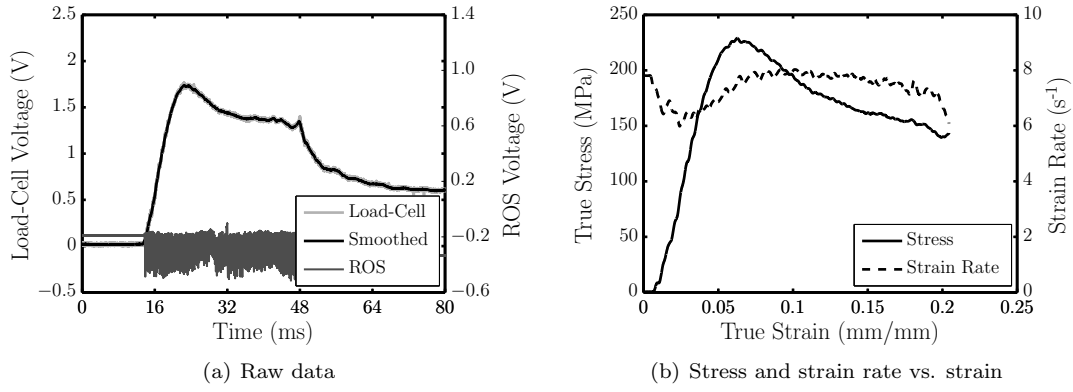 2.5
2
1.5
1
0.5
0
−0.5
Load-Cell Voltage (V)
1.4
1.0
0.6
0.2
−0.2
−0.6
ROS Voltage (V)
Load-Cell
Smoothed
ROS
0 16 32 48 64 80
Time (ms)
(a) Raw data
250
200
150
100
50
0
True Stress (MPa)
10
8
6
4
2
0
Strain Rate (s-1)
Stress
Strain Rate
0 0.05 0.1 0.15 0.2 0.25
True Strain (mm/mm)
(b) Stress and strain rate vs. strain